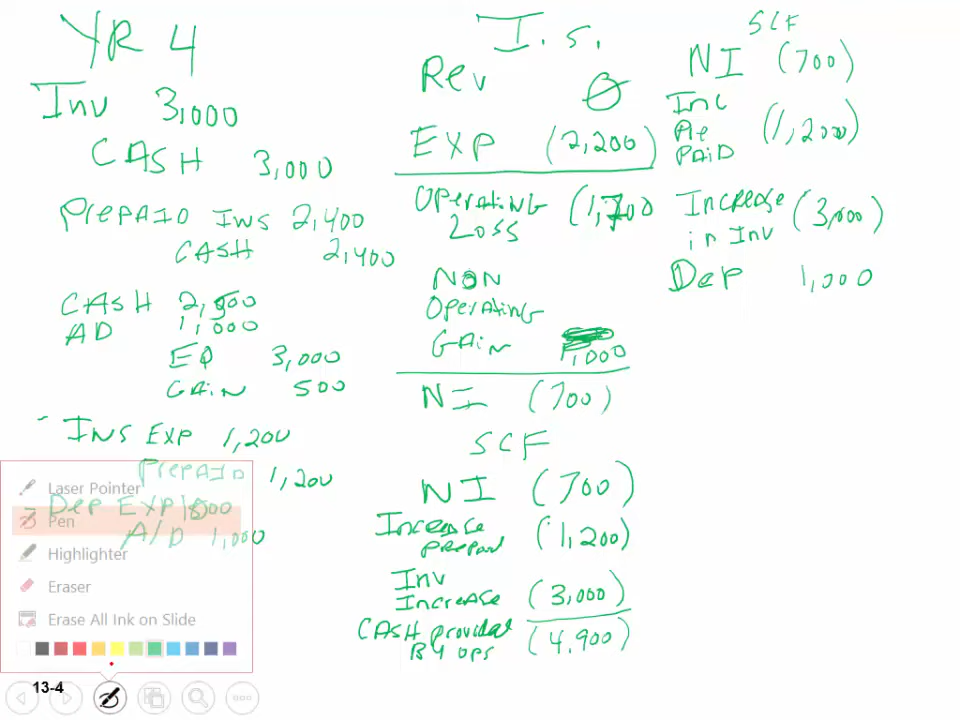 YR 4
Inv 3,000
CASH 3,000
PrePAID INS 2,400
CASH 2,400
CASH 2,500
AD 1,000
EQ 3,000
GAIN 500
INS EXP 1,200
PrePAID 1,200
Dep EXP 1,000
A/D 1,000
I.S.
Rev Ø
EXP (2,200)
OPerATING (1,700
LOSS
NON
OPerATING
GAIN 1,000
NI (700)
SCF
NI (700)
Increase (1,200)
prepaid
Inv
Increase (3,000)
CASH provided (4,900)
BY ops
SCF
NI (700)
Inc
Pre (1,200)
PAID
Increase (3,000)
in Inv
Dep 1,000
Laser Pointer
Pen
Highlighter
Eraser
Erase All Ink on Slide
13-4